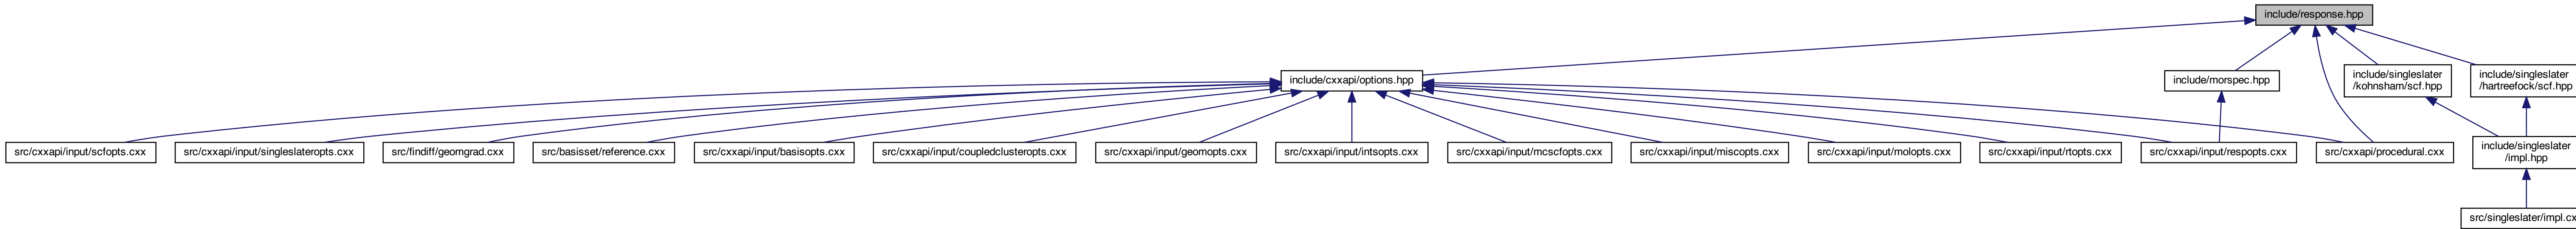 include/response.hpp
include/cxxapi/options.hpp
include/morspec.hpp
include/singleslater
/kohnsham/scf.hpp
include/singleslater
/hartreefock/scf.hpp
src/cxxapi/input/scfopts.cxx
src/cxxapi/input/singleslateropts.cxx
src/findiff/geomgrad.cxx
src/basisset/reference.cxx
src/cxxapi/input/basisopts.cxx
src/cxxapi/input/coupledclusteropts.cxx
src/cxxapi/input/geomopts.cxx
src/cxxapi/input/intsopts.cxx
src/cxxapi/input/mcscfopts.cxx
src/cxxapi/input/miscopts.cxx
src/cxxapi/input/molopts.cxx
src/cxxapi/input/rtopts.cxx
src/cxxapi/input/respopts.cxx
src/cxxapi/procedural.cxx
include/singleslater
/impl.hpp
src/singleslater/impl.cx